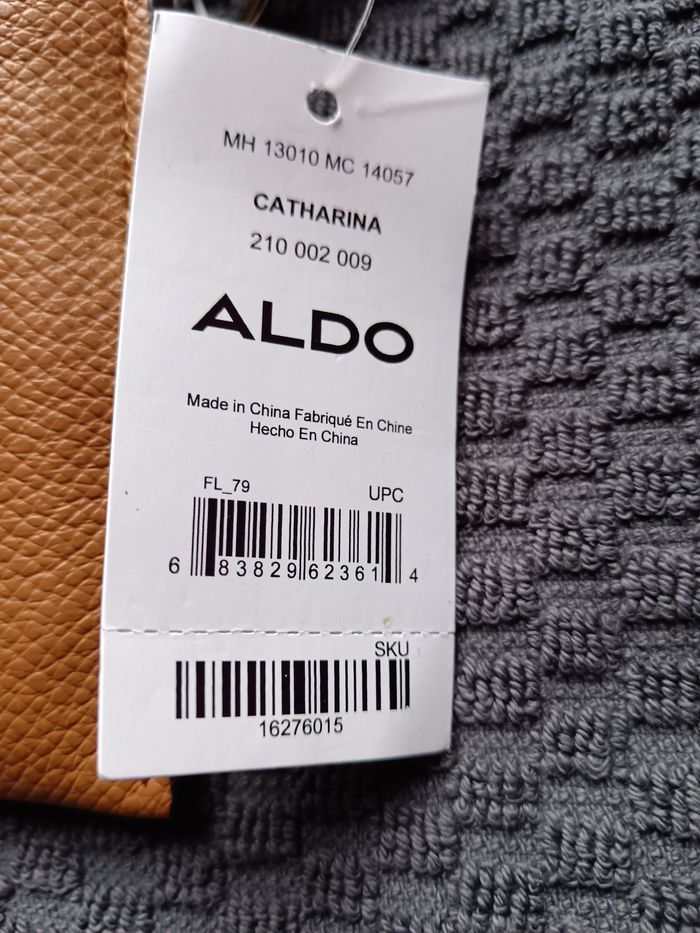 MH 13010 MC 14057
CATHARINA
210 002 009
ALDO
Made in China Fabriqué En Chine
Hecho En China
FL_79 UPC
6 83829 62361 4
SKU
16276015